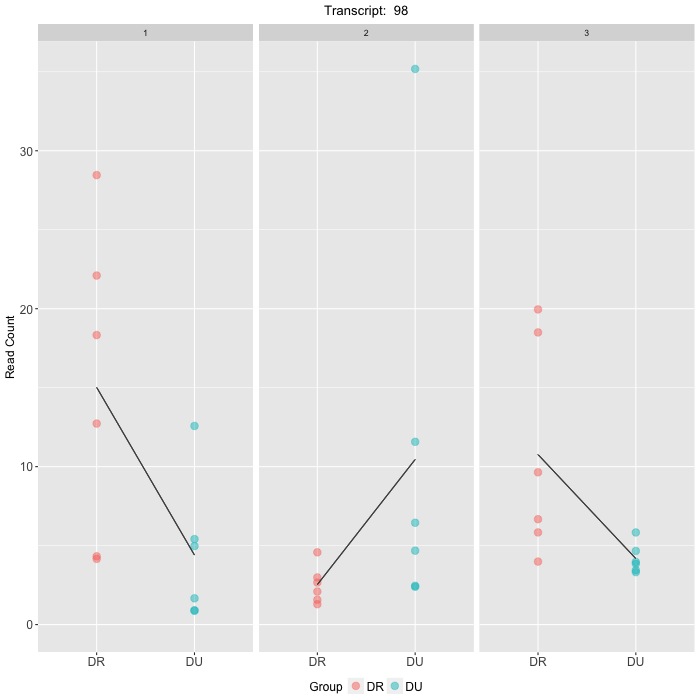 Transcript:  98
1 2 3
30
20
10
0
Read Count
DR DU DR DU DR DU
Group DR DU